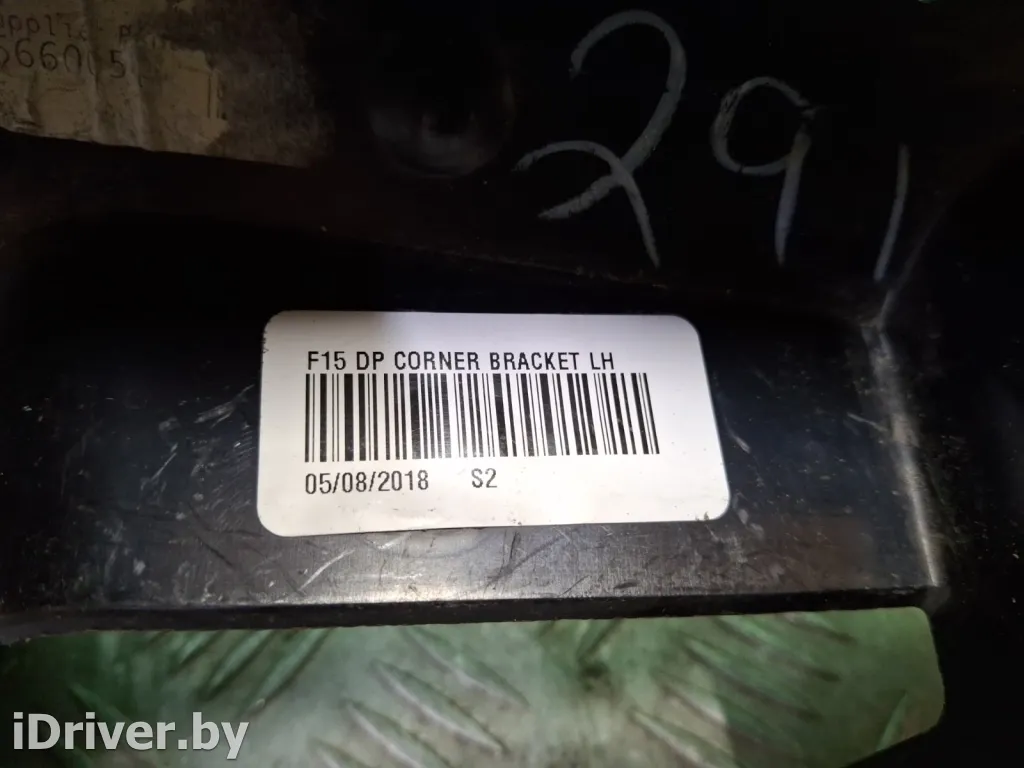 291
F15 DP CORNER BRACKET LH
05/08/2018 S2
iDriver.by